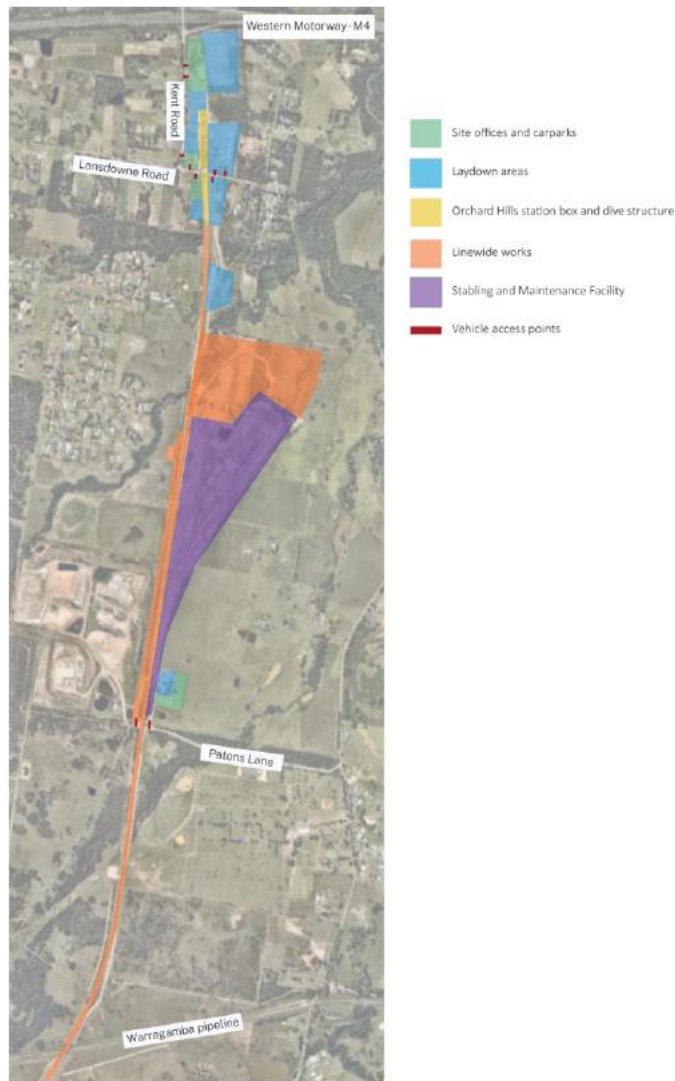 Western Motorway - M4
Kent Road
Lansdowne Road
Site offices and carparks
Laydown areas
Orchard Hills station box and dive structure
Linewide works
Stabling and Maintenance Facility
Vehicle access points
Patons Lane
Warragamba pipeline